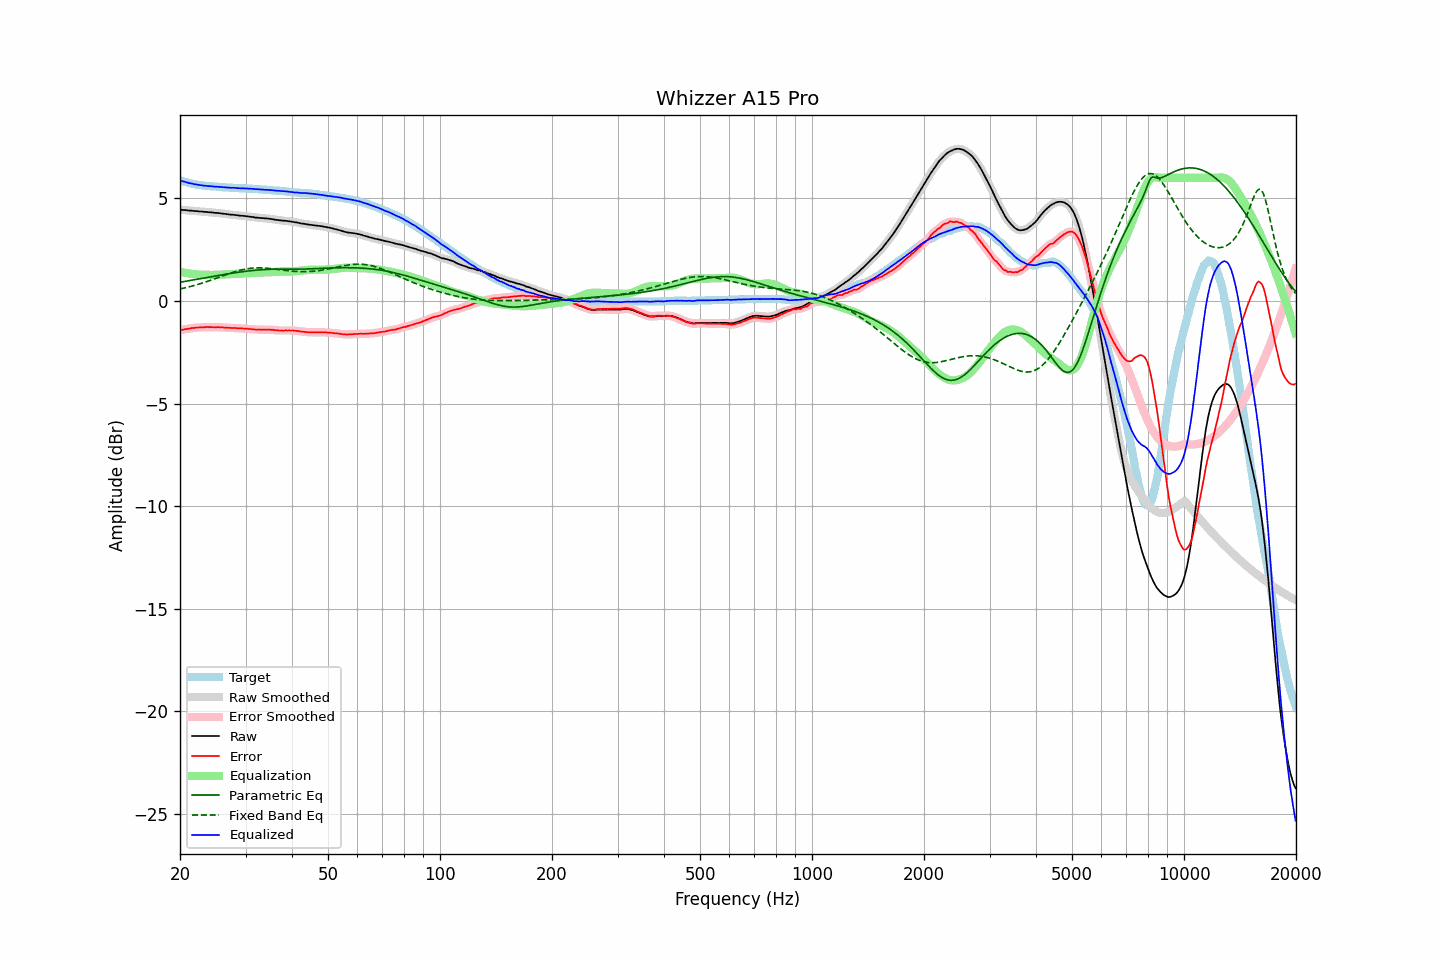 Whizzer A15 Pro
Amplitude (dBr)
5
0
−5
−10
−15
−20
−25
Target
Raw Smoothed
Error Smoothed
Raw
Error
Equalization
Parametric Eq
Fixed Band Eq
Equalized
20 50 100 200 500 1000 2000 5000 10000 20000
Frequency (Hz)